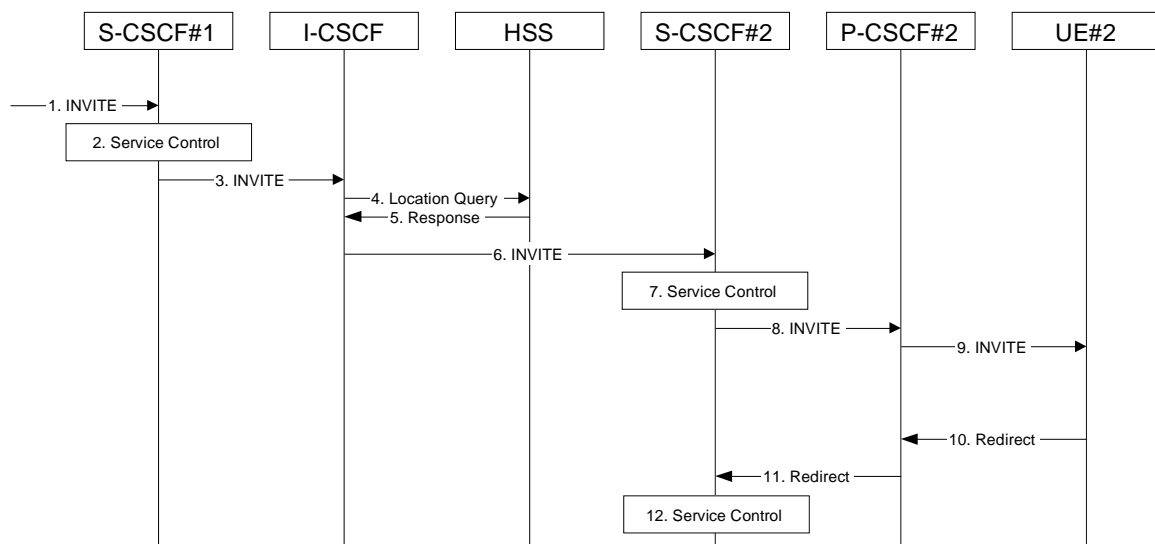 S-CSCF#1
I-CSCF
HSS
S-CSCF#2
P-CSCF#2
UE#2
1. INVITE
2. Service Control
3. INVITE
4. Location Query
5. Response
6. INVITE
7. Service Control
8. INVITE
9. INVITE
10. Redirect
11. Redirect
12. Service Control